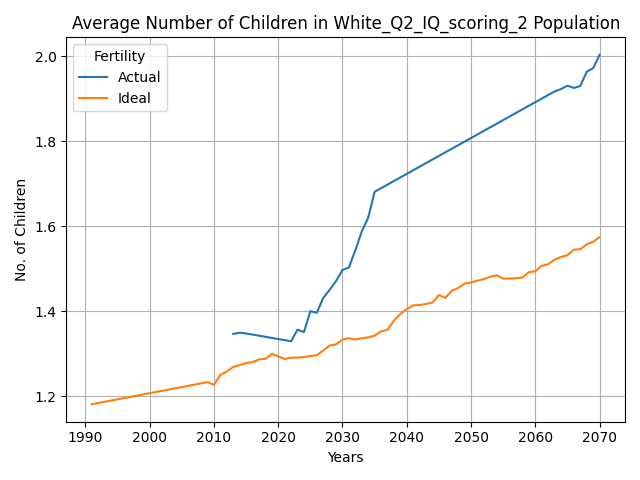 Average Number of Children in White_Q2_IQ_scoring_2 Population
Fertility
Actual
Ideal
No. of Children
2.0
1.8
1.6
1.4
1.2
1990 2000 2010 2020 2030 2040 2050 2060 2070
Years